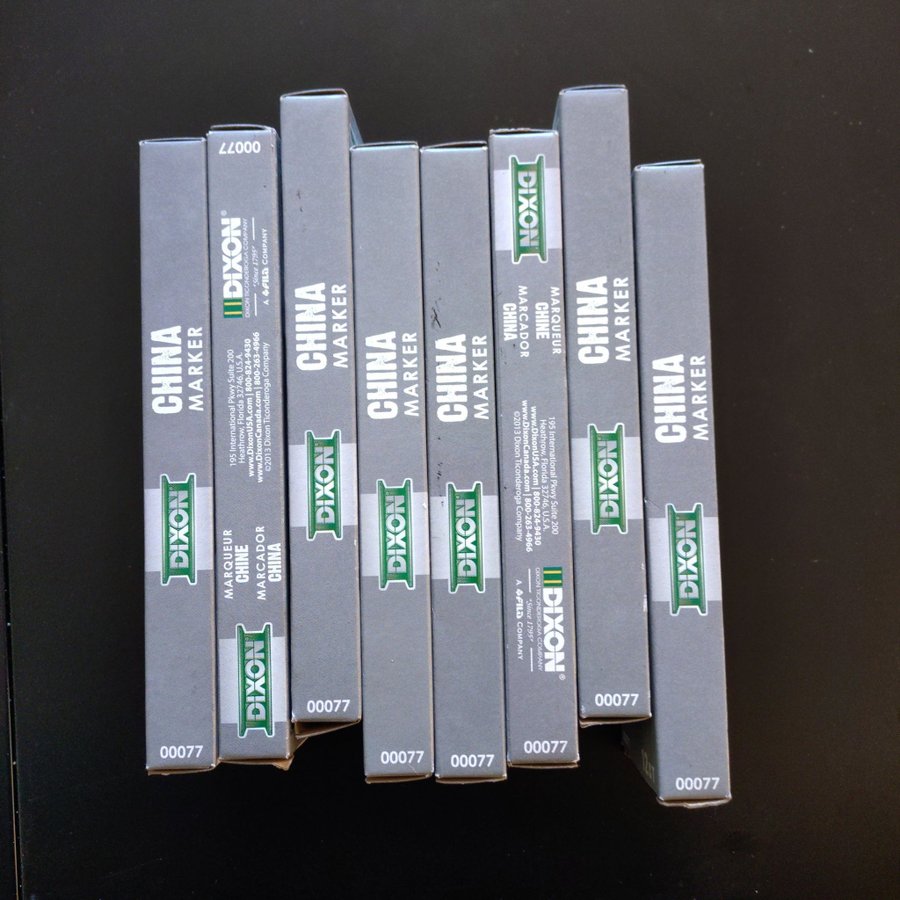 CHINA
MARKER
DIXON
00077
00077
DIXON®
DIXON TICONDEROGA COMPANY
"Since 1795"
A FILA COMPANY
195 International Pkwy Suite 200
Heathrow, Florida 32746, U.S.A.
www.DixonUSA.com | 800-824-9430
www.DixonCanada.com | 800-263-4966
©2013 Dixon Ticonderoga Company
MARQUEUR
CHINE
MARCADOR
CHINA
DIXON
CHINA
MARKER
DIXON
00077
CHINA
MARKER
DIXON
00077
CHINA
MARKER
DIXON
00077
DIXON
MARQUEUR
CHINE
MARCADOR
CHINA
195 International Pkwy Suite 200
Heathrow, Florida 32746, U.S.A.
www.DixonUSA.com | 800-824-9430
www.DixonCanada.com | 800-263-4966
©2013 Dixon Ticonderoga Company
DIXON®
DIXON TICONDEROGA COMPANY
"Since 1795"
A FILA COMPANY
00077
CHINA
MARKER
DIXON
00077
CHINA
MARKER
DIXON
00077